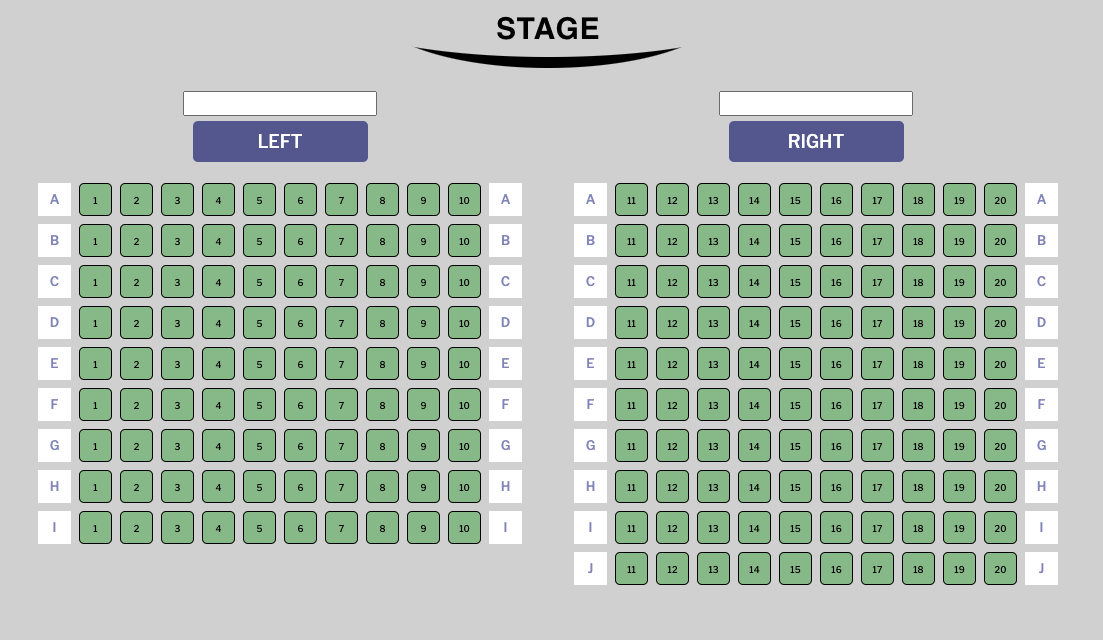 STAGE
LEFT RIGHT
A 1 2 3 4 5 6 7 8 9 10 A A 11 12 13 14 15 16 17 18 19 20 A
B 1 2 3 4 5 6 7 8 9 10 B B 11 12 13 14 15 16 17 18 19 20 B
C 1 2 3 4 5 6 7 8 9 10 C C 11 12 13 14 15 16 17 18 19 20 C
D 1 2 3 4 5 6 7 8 9 10 D D 11 12 13 14 15 16 17 18 19 20 D
E 1 2 3 4 5 6 7 8 9 10 E E 11 12 13 14 15 16 17 18 19 20 E
F 1 2 3 4 5 6 7 8 9 10 F F 11 12 13 14 15 16 17 18 19 20 F
G 1 2 3 4 5 6 7 8 9 10 G G 11 12 13 14 15 16 17 18 19 20 G
H 1 2 3 4 5 6 7 8 9 10 H H 11 12 13 14 15 16 17 18 19 20 H
I 1 2 3 4 5 6 7 8 9 10 I I 11 12 13 14 15 16 17 18 19 20 I
J 11 12 13 14 15 16 17 18 19 20 J